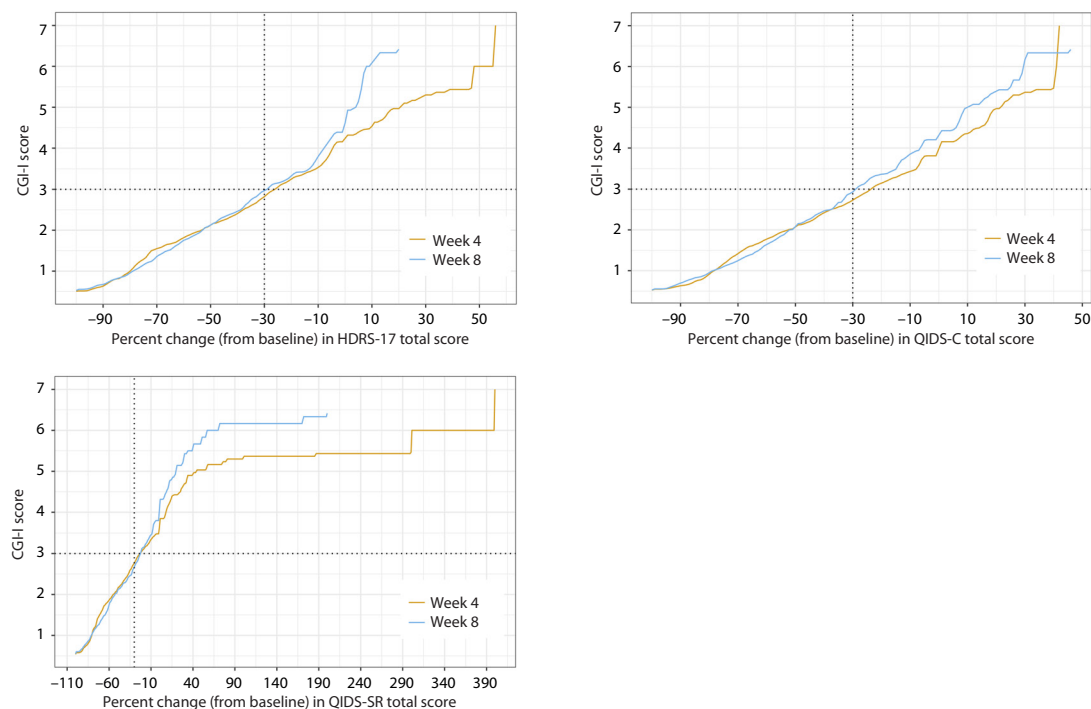 7
6
5
4
3
2
1
CGI-I score
Week 4
Week 8
−90 −70 −50 −30 −10 10 30 50
Percent change (from baseline) in HDRS-17 total score
7
6
5
4
3
2
1
CGI-I score
Week 4
Week 8
−90 −70 −50 −30 −10 10 30 50
Percent change (from baseline) in QIDS-C total score
7
6
5
4
3
2
1
CGI-I score
Week 4
Week 8
−110 −60 −10 40 90 140 190 240 290 340 390
Percent change (from baseline) in QIDS-SR total score